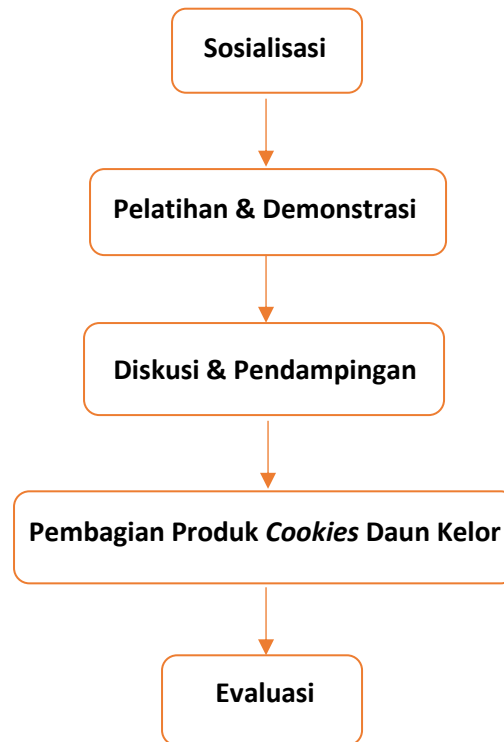 Sosialisasi
Pelatihan & Demonstrasi
Diskusi & Pendampingan
Pembagian Produk Cookies Daun Kelor
Evaluasi